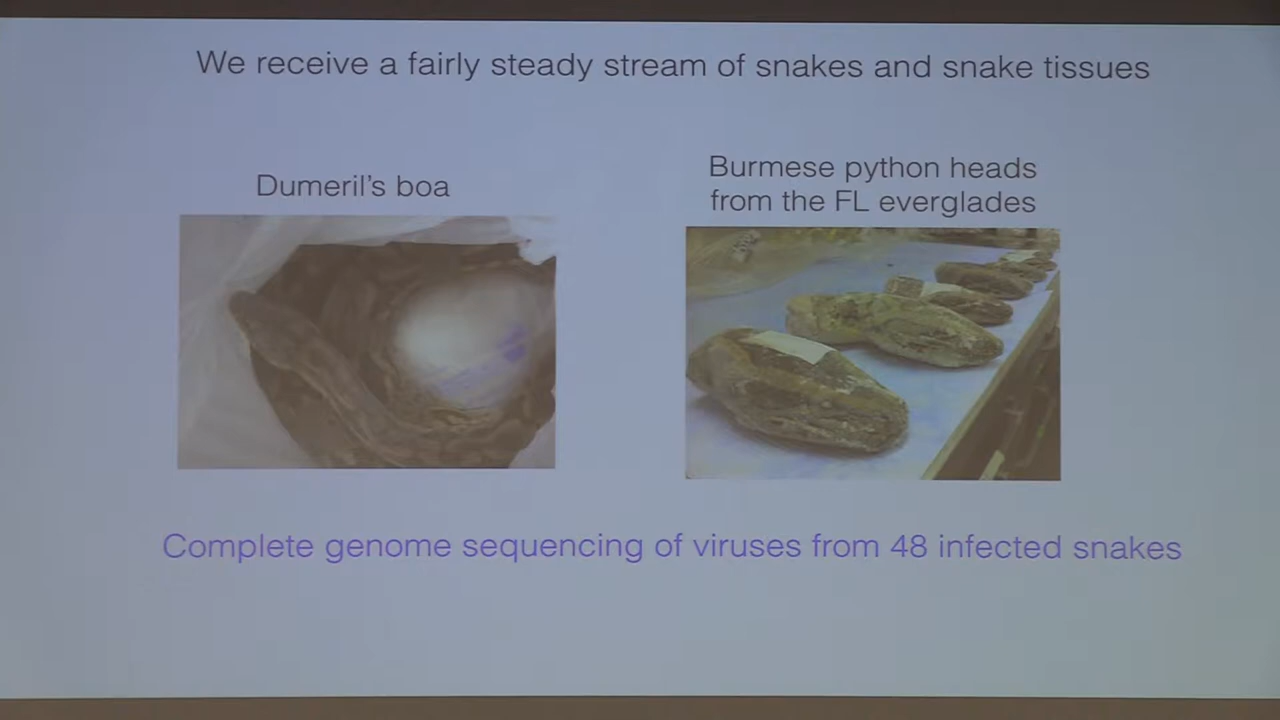 We receive a fairly steady stream of snakes and snake tissues
Dumeril's boa
Burmese python heads
from the FL everglades
Complete genome sequencing of viruses from 48 infected snakes